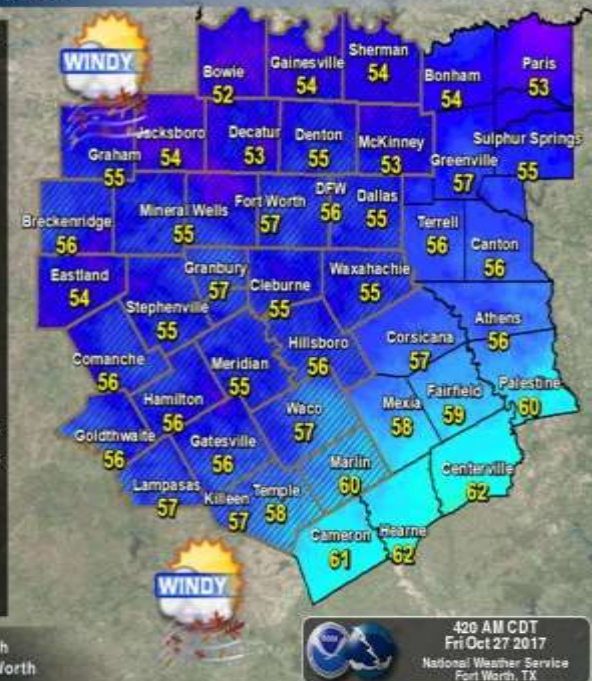 WINDY
Bowie
52
Gainesville
54
Sherman
54
Bonham
54
Paris
53
Graham
55
Jacksboro
54
Decatur
53
Denton
55
McKinney
53
Greenville
57
Sulphur Springs
55
Breckenridge
56
Mineral Wells
55
Fort Worth
57
DFW
56
Dallas
55
Terrell
56
Canton
56
Eastland
54
Stephenville
55
Granbury
57
Cleburne
55
Waxahachie
55
Athens
56
Comanche
56
Hamilton
56
Meridian
55
Hillsboro
56
Corsicana
57
Palestine
60
Goldthwaite
56
Gatesville
56
Waco
57
Mexia
58
Fairfield
59
Lampasas
57
Killeen
57
Temple
58
Marlin
60
Centerville
62
Cameron
61
Hearne
62
WINDY
420 AM CDT
Fri Oct 27 2017
National Weather Service
Fort Worth, TX